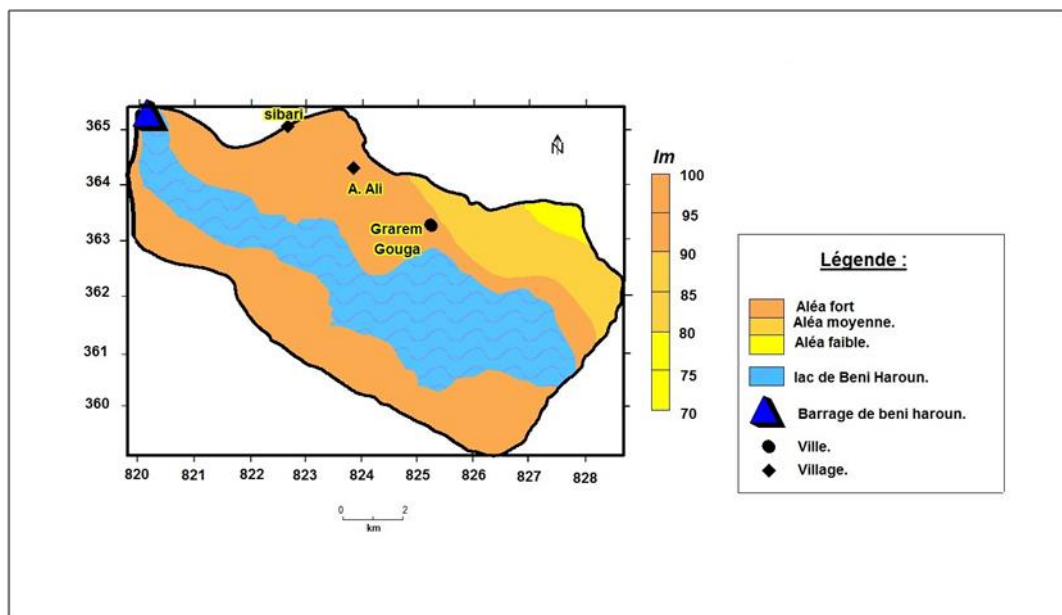 365
364
363
362
361
360
820
821
822
823
824
825
826
827
828
sibari
A. Ali
Grarem
Gouga
N
0 2
km
Im
100
95
90
85
80
75
70
Légende :
Aléa fort
Aléa moyenne.
Aléa faible.
lac de Beni Haroun.
Barrage de beni haroun.
Ville.
Village.